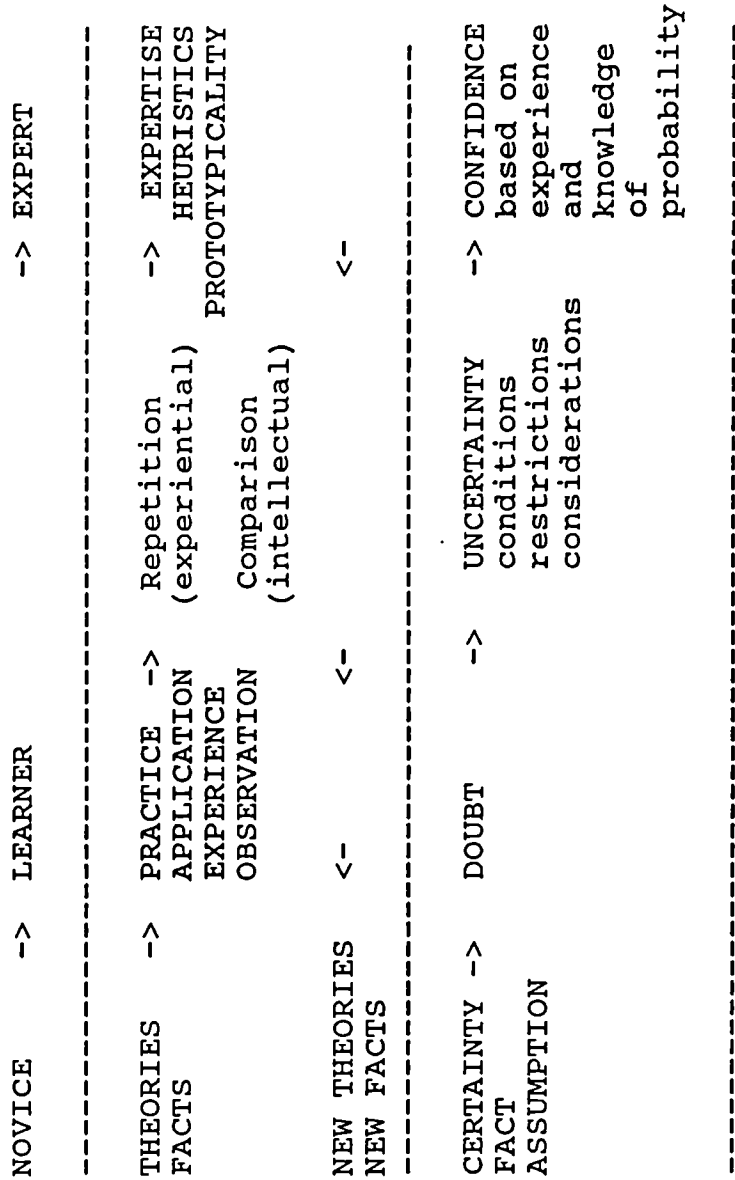 NOVICE -> LEARNER -> EXPERT
THEORIES -> PRACTICE -> Repetition -> EXPERTISE
FACTS APPLICATION (experiential) HEURISTICS
EXPERIENCE PROTOTYPICALITY
OBSERVATION Comparison
(intellectual)
NEW THEORIES <- <- <-
NEW FACTS
CERTAINTY -> DOUBT -> UNCERTAINTY -> CONFIDENCE
FACT conditions based on
ASSUMPTION restrictions experience
considerations and
knowledge
of
probability